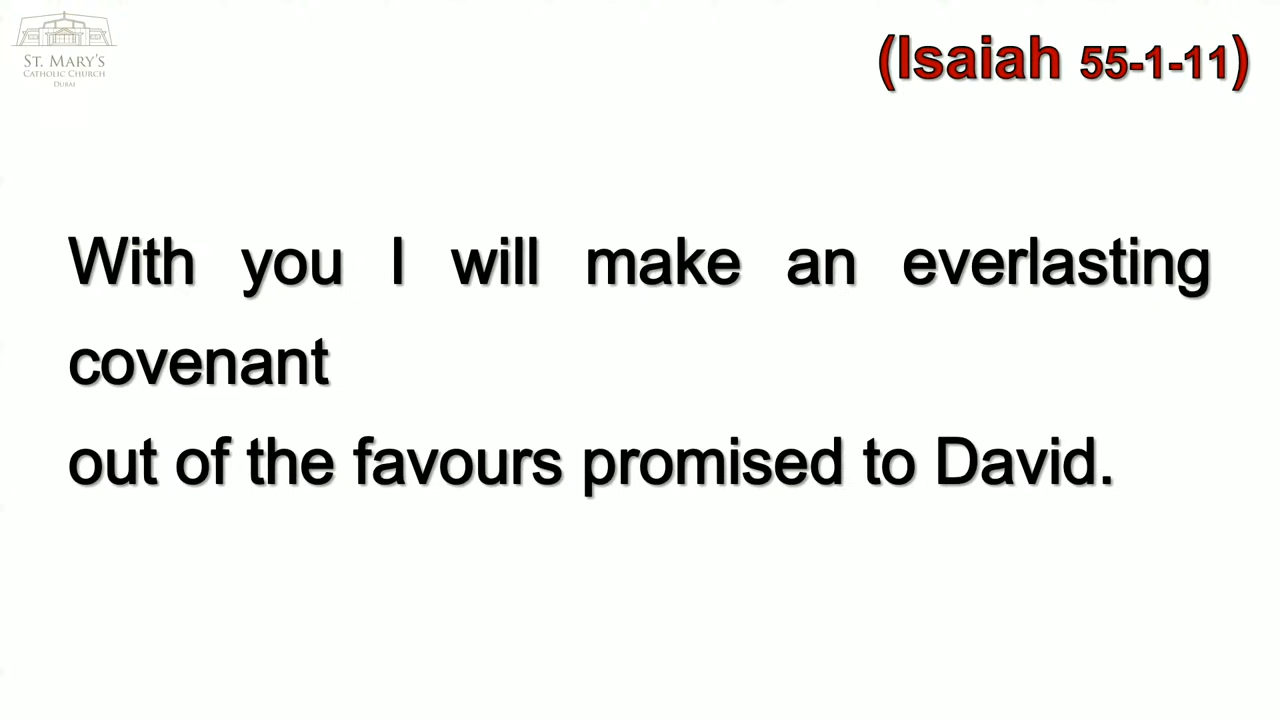 ST. MARY'S
CATHOLIC CHURCH
DUBAI
(Isaiah 55-1-11)
With you I will make an everlasting
covenant
out of the favours promised to David.